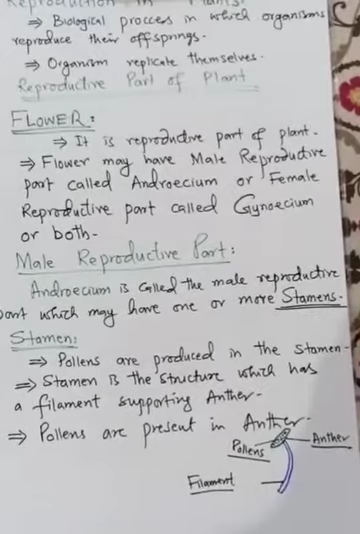 Reproduction in Plants:
⇒ Biological proccess in which organisms
reproduce their offsprings.
⇒ Organism replicate themselves.
Reproductive Part of Plant
FLOWER:
⇒ It is reproductive part of plant.
⇒ Flower may have Male Reproductive
part called Androecium or Female
Reproductive part called Gynoecium
or both.
Male Reproductive Part:
Androecium is called the male reproductive
part which may have one or more Stamens.
Stamen:
⇒ Pollens are produced in the stamen.
⇒ Stamen is the structure which has
a filament supporting Anther.
⇒ Pollens are present in Anther.
Pollens Anther
Filament